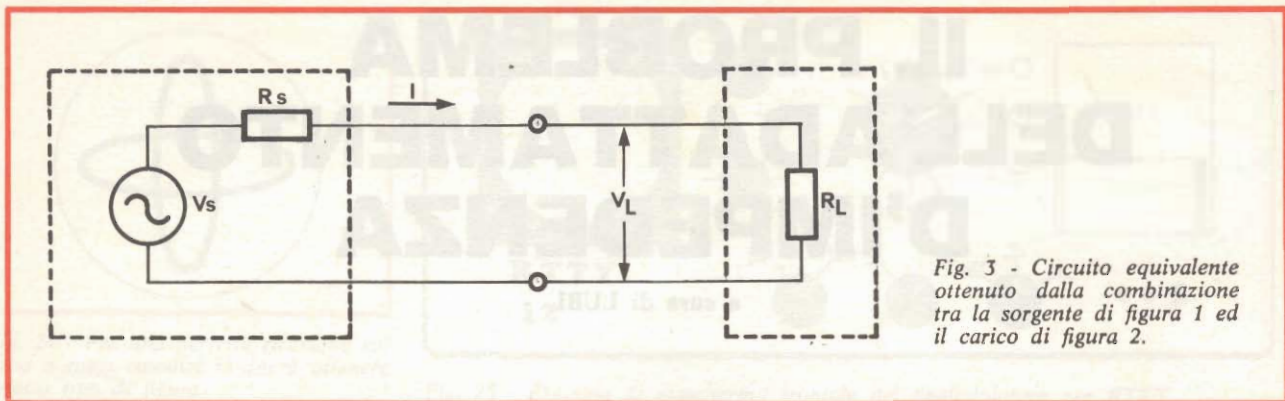 IL PROBLEMA
DELL'ADATTAMENTO
D'IMPEDENZA
a cura di LUBI
Rs
I
Vs
VL
RL
Fig. 3 - Circuito equivalente
ottenuto dalla combinazione
tra la sorgente di figura 1 ed
il carico di figura 2.